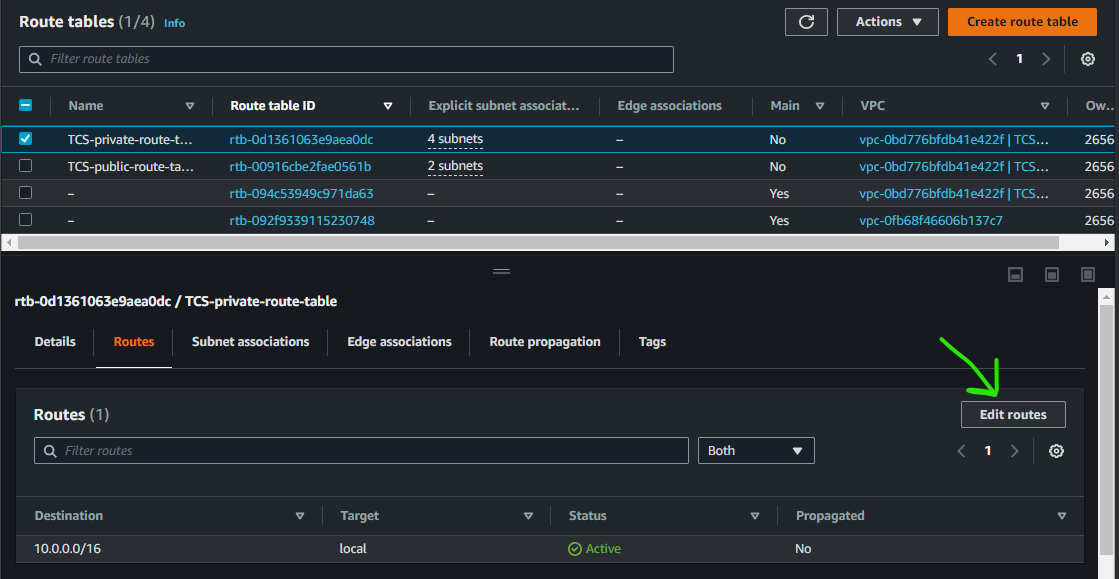 Route tables (1/4) Info
Actions
Create route table
Filter route tables
1
Name
Route table ID
Explicit subnet associat...
Edge associations
Main
VPC
Ow...
TCS-private-route-t... rtb-0d1361063e9aea0dc 4 subnets – No vpc-0bd776bfdb41e422f | TCS... 2656
TCS-public-route-ta... rtb-00916cbe2fae0561b 2 subnets – No vpc-0bd776bfdb41e422f | TCS... 2656
– rtb-094c53949c971da63 – – Yes vpc-0bd776bfdb41e422f | TCS... 2656
– rtb-092f9339115230748 – – Yes vpc-0fb68f46606b137c7 2656
rtb-0d1361063e9aea0dc / TCS-private-route-table
Details
Routes
Subnet associations
Edge associations
Route propagation
Tags
Routes (1)
Edit routes
Filter routes
Both
1
Destination
Target
Status
Propagated
10.0.0.0/16 local Active No